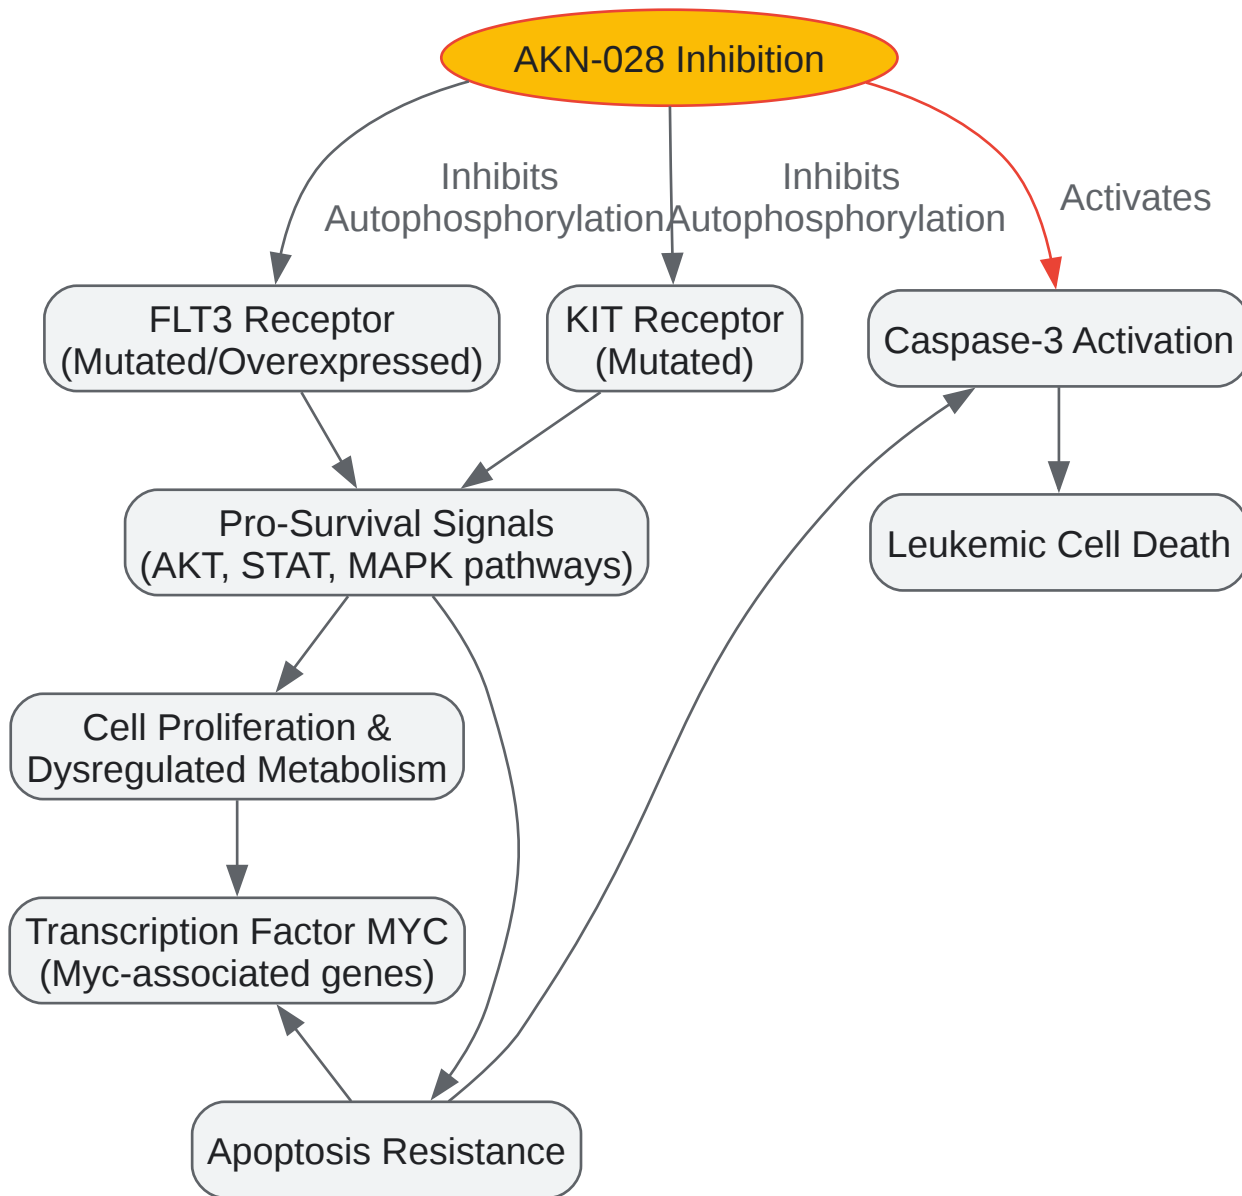 AKN-028 Inhibition
Inhibits
Autophosphorylation
Inhibits
Autophosphorylation
Activates
FLT3 Receptor
(Mutated/Overexpressed)
KIT Receptor
(Mutated)
Caspase-3 Activation
Pro-Survival Signals
(AKT, STAT, MAPK pathways)
Leukemic Cell Death
Cell Proliferation &
Dysregulated Metabolism
Transcription Factor MYC
(Myc-associated genes)
Apoptosis Resistance